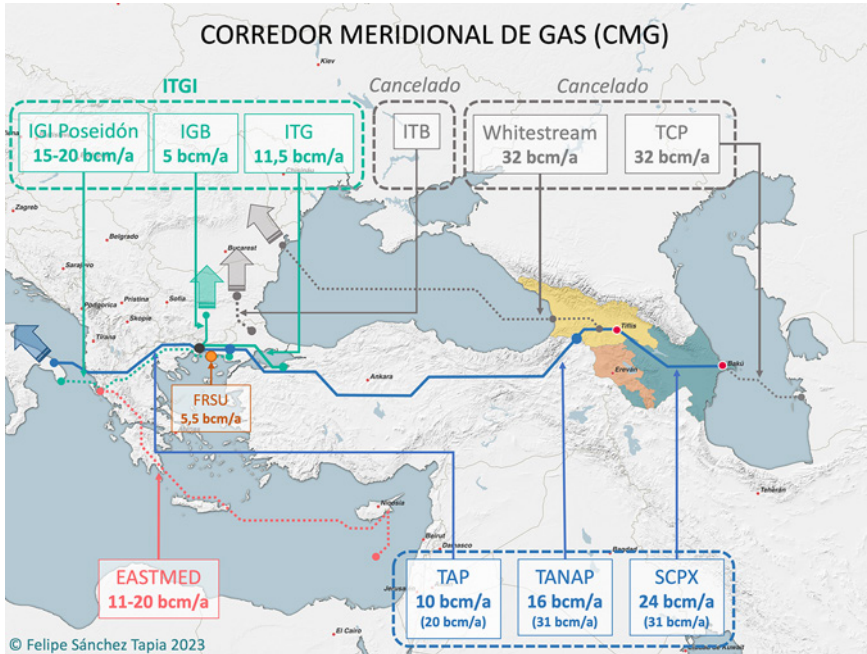 CORREDOR MERIDIONAL DE GAS (CMG)
Kiev
ITGI
Cancelado
Cancelado
IGI Poseidón
15-20 bcm/a
IGB
5 bcm/a
ITG
11,5 bcm/a
ITB
Whitestream
32 bcm/a
TCP
32 bcm/a
Zagreb
Belgrado
Bucarest
Sarajevo
Pristina
Sofia
Podgorica
Skopie
Tirana
Tiflis
Bakú
Ereván
Ankara
FRSU
5,5 bcm/a
Teherán
Nicosia
Beirut
Damasco
Bagdad
EASTMED
11-20 bcm/a
TAP
10 bcm/a
(20 bcm/a)
TANAP
16 bcm/a
(31 bcm/a)
SCPX
24 bcm/a
(31 bcm/a)
El Cairo
© Felipe Sánchez Tapia 2023